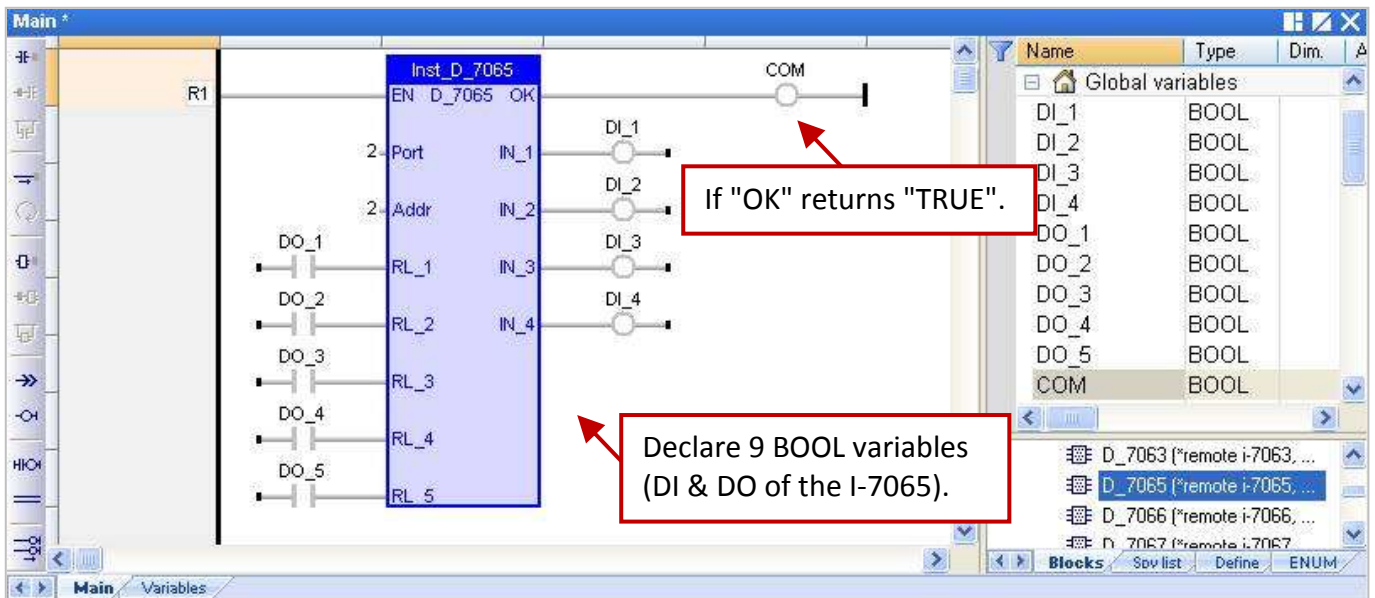 Main *
R1
Inst_D_7065
EN D_7065 OK
COM
2 Port IN_1 DI_1
2 Addr IN_2 DI_2
DO_1 RL_1 IN_3 DI_3
DO_2 RL_2 IN_4 DI_4
DO_3 RL_3
DO_4 RL_4
DO_5 RL_5
If "OK" returns "TRUE".
Declare 9 BOOL variables
(DI & DO of the I-7065).
Name Type Dim. A
Global variables
DI_1 BOOL
DI_2 BOOL
DI_3 BOOL
DI_4 BOOL
DO_1 BOOL
DO_2 BOOL
DO_3 BOOL
DO_4 BOOL
DO_5 BOOL
COM BOOL
D_7063 (*remote i-7063, ...
D_7065 (*remote i-7065, ...
D_7066 (*remote i-7066, ...
D_7067 (*remote i-7067
Blocks Spy list Define ENUM
Main Variables